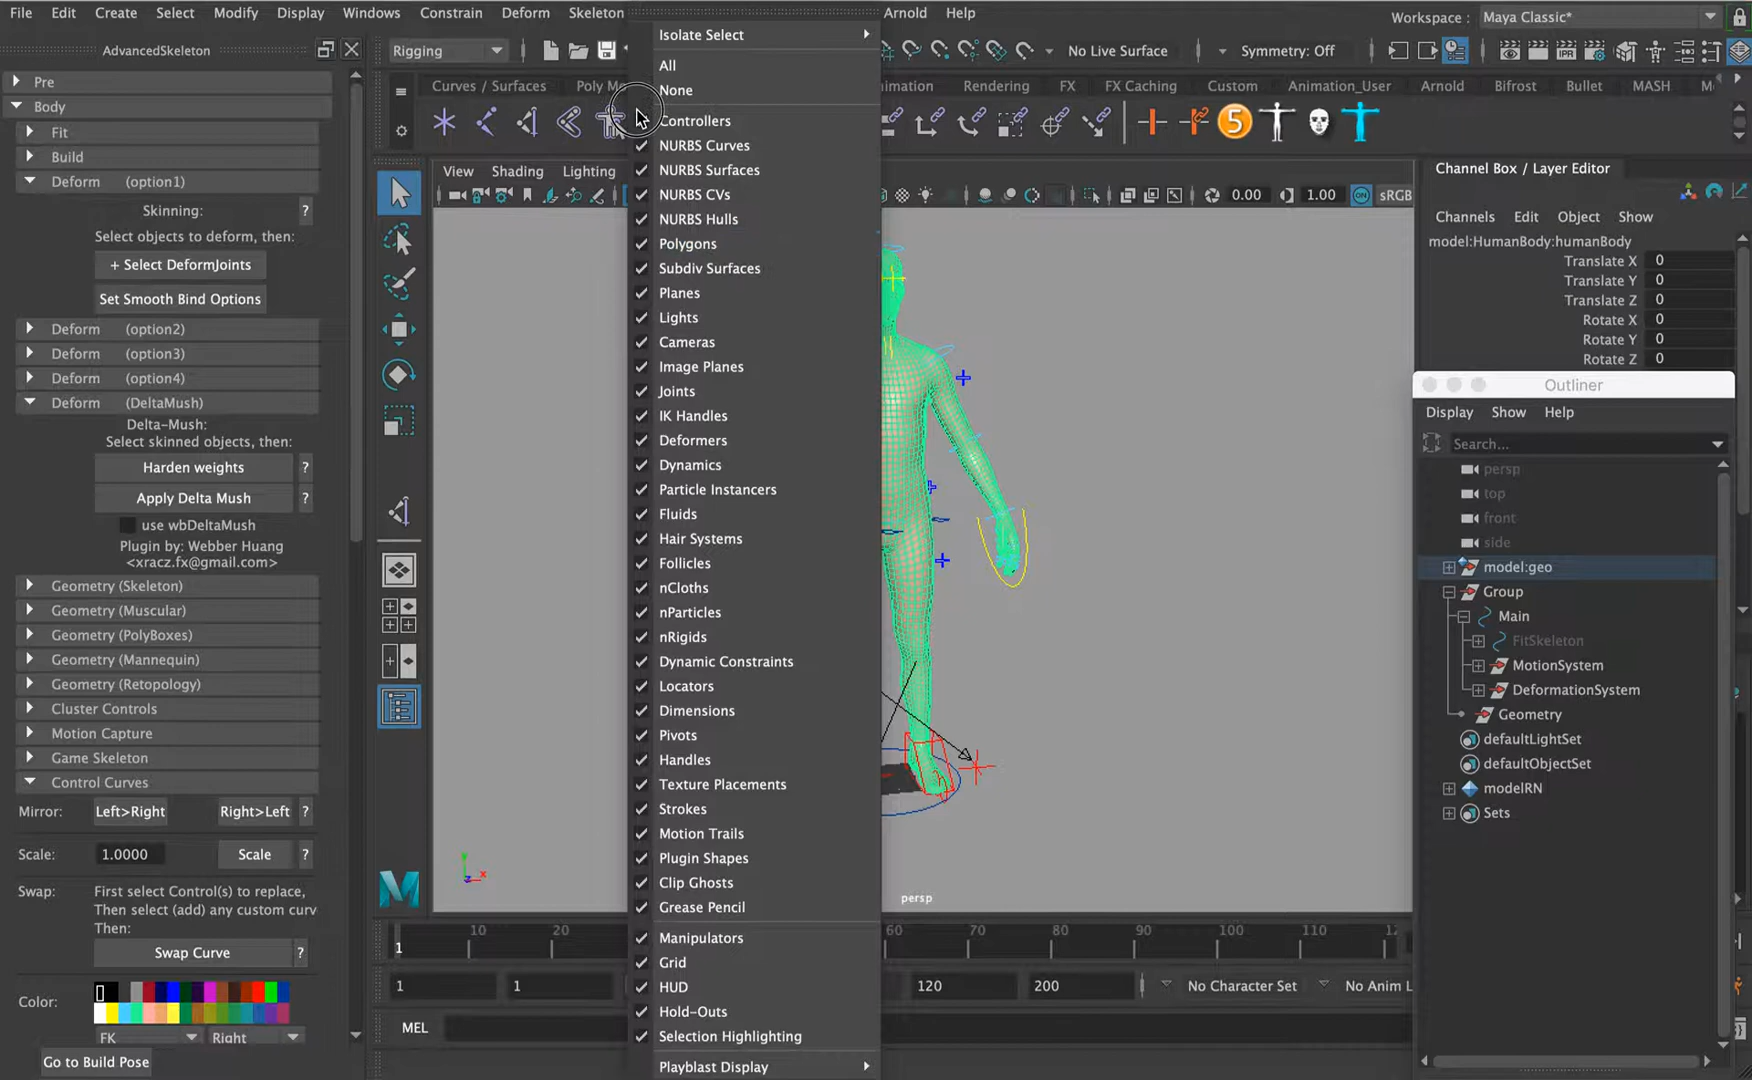 File Edit Create Select Modify Display Windows Constrain Deform Skeleton Arnold Help
Workspace : Maya Classic*
AdvancedSkeleton
Rigging
No Live Surface
Symmetry: Off
Curves / Surfaces Poly M nimation Rendering FX FX Caching Custom Animation_User Arnold Bifrost Bullet MASH
5
Pre
Body
Fit
Build
Deform (option1)
Skinning: ?
Select objects to deform, then:
+ Select DeformJoints
Set Smooth Bind Options
Deform (option2)
Deform (option3)
Deform (option4)
Deform (DeltaMush)
Delta-Mush:
Select skinned objects, then:
Harden weights ?
Apply Delta Mush ?
use wbDeltaMush
Plugin by: Webber Huang
<xracz.fx@gmail.com>
Geometry (Skeleton)
Geometry (Muscular)
Geometry (PolyBoxes)
Geometry (Mannequin)
Geometry (Retopology)
Cluster Controls
Motion Capture
Game Skeleton
Control Curves
Mirror: Left>Right Right>Left ?
Scale: 1.0000 Scale ?
Swap: First select Control(s) to replace,
Then select (add) any custom curv
Then:
Swap Curve ?
Color:
FK Right
Go to Build Pose
Isolate Select
All
None
Controllers
NURBS Curves
NURBS Surfaces
NURBS CVs
NURBS Hulls
Polygons
Subdiv Surfaces
Planes
Lights
Cameras
Image Planes
Joints
IK Handles
Deformers
Dynamics
Particle Instancers
Fluids
Hair Systems
Follicles
nCloths
nParticles
nRigids
Dynamic Constraints
Locators
Dimensions
Pivots
Handles
Texture Placements
Strokes
Motion Trails
Plugin Shapes
Clip Ghosts
Grease Pencil
Manipulators
Grid
HUD
Hold-Outs
Selection Highlighting
Playblast Display
View Shading Lighting
0.00 1.00 sRGB
persp
1 10 20 60 70 80 90 100 110 12
1 1 120 200 No Character Set No Anim L
MEL
Channel Box / Layer Editor
Channels Edit Object Show
model:HumanBody:humanBody
Translate X 0
Translate Y 0
Translate Z 0
Rotate X 0
Rotate Y 0
Rotate Z 0
Outliner
Display Show Help
Search...
persp
top
front
side
model:geo
Group
Main
FitSkeleton
MotionSystem
DeformationSystem
Geometry
defaultLightSet
defaultObjectSet
modelRN
Sets